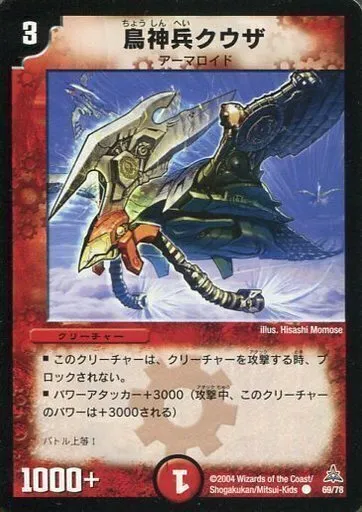 3
ちょうしんへい
鳥神兵クウザ
アーマロイド
illus. Hisashi Momose
クリーチャー
■このクリーチャーは、クリーチャーを攻撃する時、ブ
ロックされない。
■パワーアタッカー+3000（攻撃中、このクリーチャー
のパワーは+3000される）
バトル上等！
1000+
1
©2004 Wizards of the Coast/
Shogakukan/Mitsui-Kids
69/78